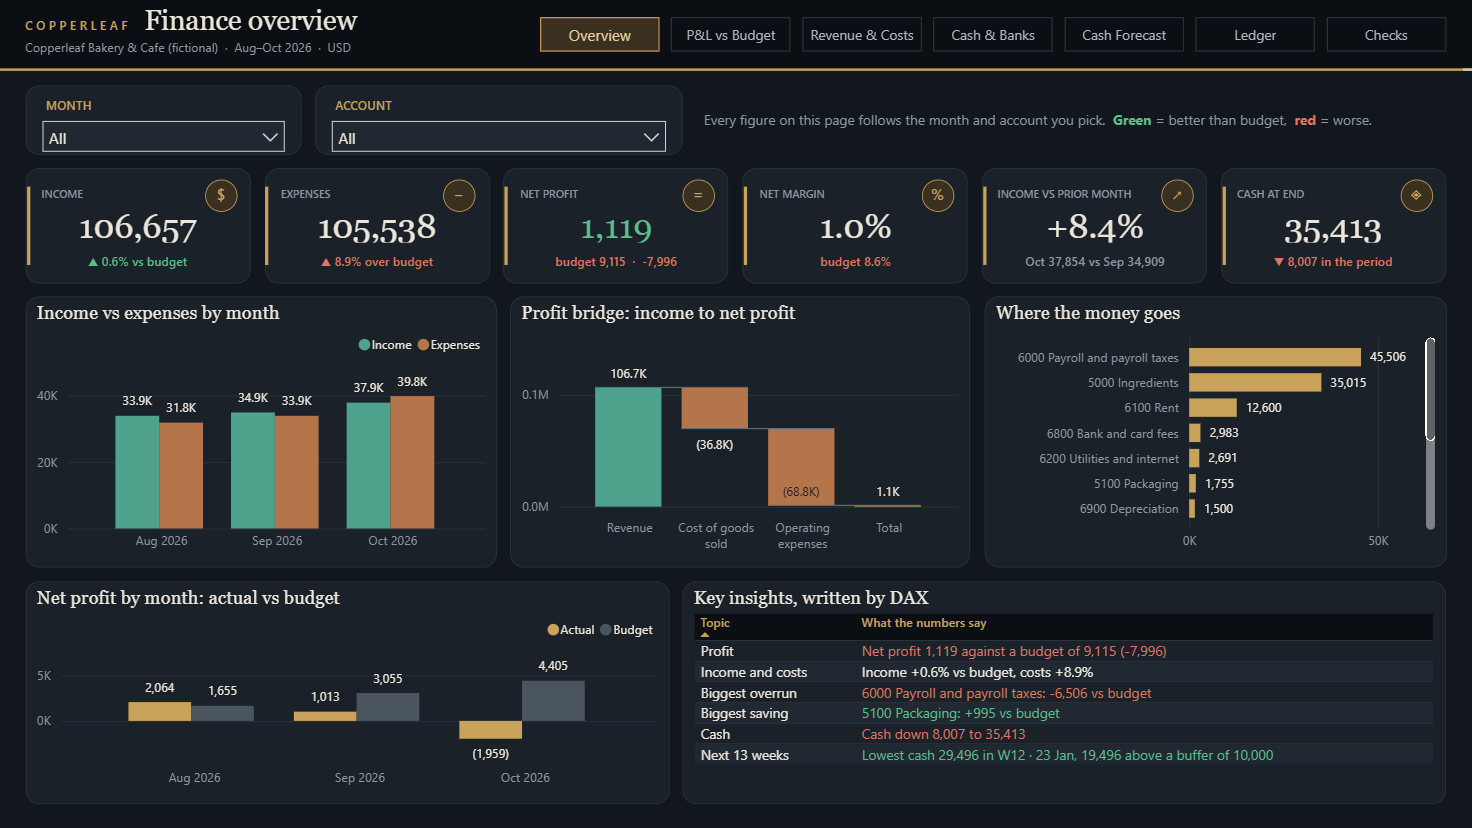 COPPERLEAF Finance overview
Copperleaf Bakery & Cafe (fictional) · Aug–Oct 2026 · USD
Overview
P&L vs Budget
Revenue & Costs
Cash & Banks
Cash Forecast
Ledger
Checks
MONTH
All
ACCOUNT
All
Every figure on this page follows the month and account you pick. Green = better than budget, red = worse.
INCOME
$
106,657
▲ 0.6% vs budget
EXPENSES
−
105,538
▲ 8.9% over budget
NET PROFIT
=
1,119
budget 9,115 · -7,996
NET MARGIN
%
1.0%
budget 8.6%
INCOME VS PRIOR MONTH
↗
+8.4%
Oct 37,854 vs Sep 34,909
CASH AT END
◈
35,413
▼ 8,007 in the period
Income vs expenses by month
Income Expenses
40K
20K
0K
33.9K
31.8K
34.9K
33.9K
37.9K
39.8K
Aug 2026
Sep 2026
Oct 2026
Profit bridge: income to net profit
0.1M
0.0M
106.7K
(36.8K)
(68.8K)
1.1K
Revenue
Cost of goods
sold
Operating
expenses
Total
Where the money goes
6000 Payroll and payroll taxes 45,506
5000 Ingredients 35,015
6100 Rent 12,600
6800 Bank and card fees 2,983
6200 Utilities and internet 2,691
5100 Packaging 1,755
6900 Depreciation 1,500
0K
50K
Net profit by month: actual vs budget
Actual Budget
5K
0K
2,064
1,655
1,013
3,055
(1,959)
4,405
Aug 2026
Sep 2026
Oct 2026
Key insights, written by DAX
Topic What the numbers say
Profit Net profit 1,119 against a budget of 9,115 (-7,996)
Income and costs Income +0.6% vs budget, costs +8.9%
Biggest overrun 6000 Payroll and payroll taxes: -6,506 vs budget
Biggest saving 5100 Packaging: +995 vs budget
Cash Cash down 8,007 to 35,413
Next 13 weeks Lowest cash 29,496 in W12 · 23 Jan, 19,496 above a buffer of 10,000